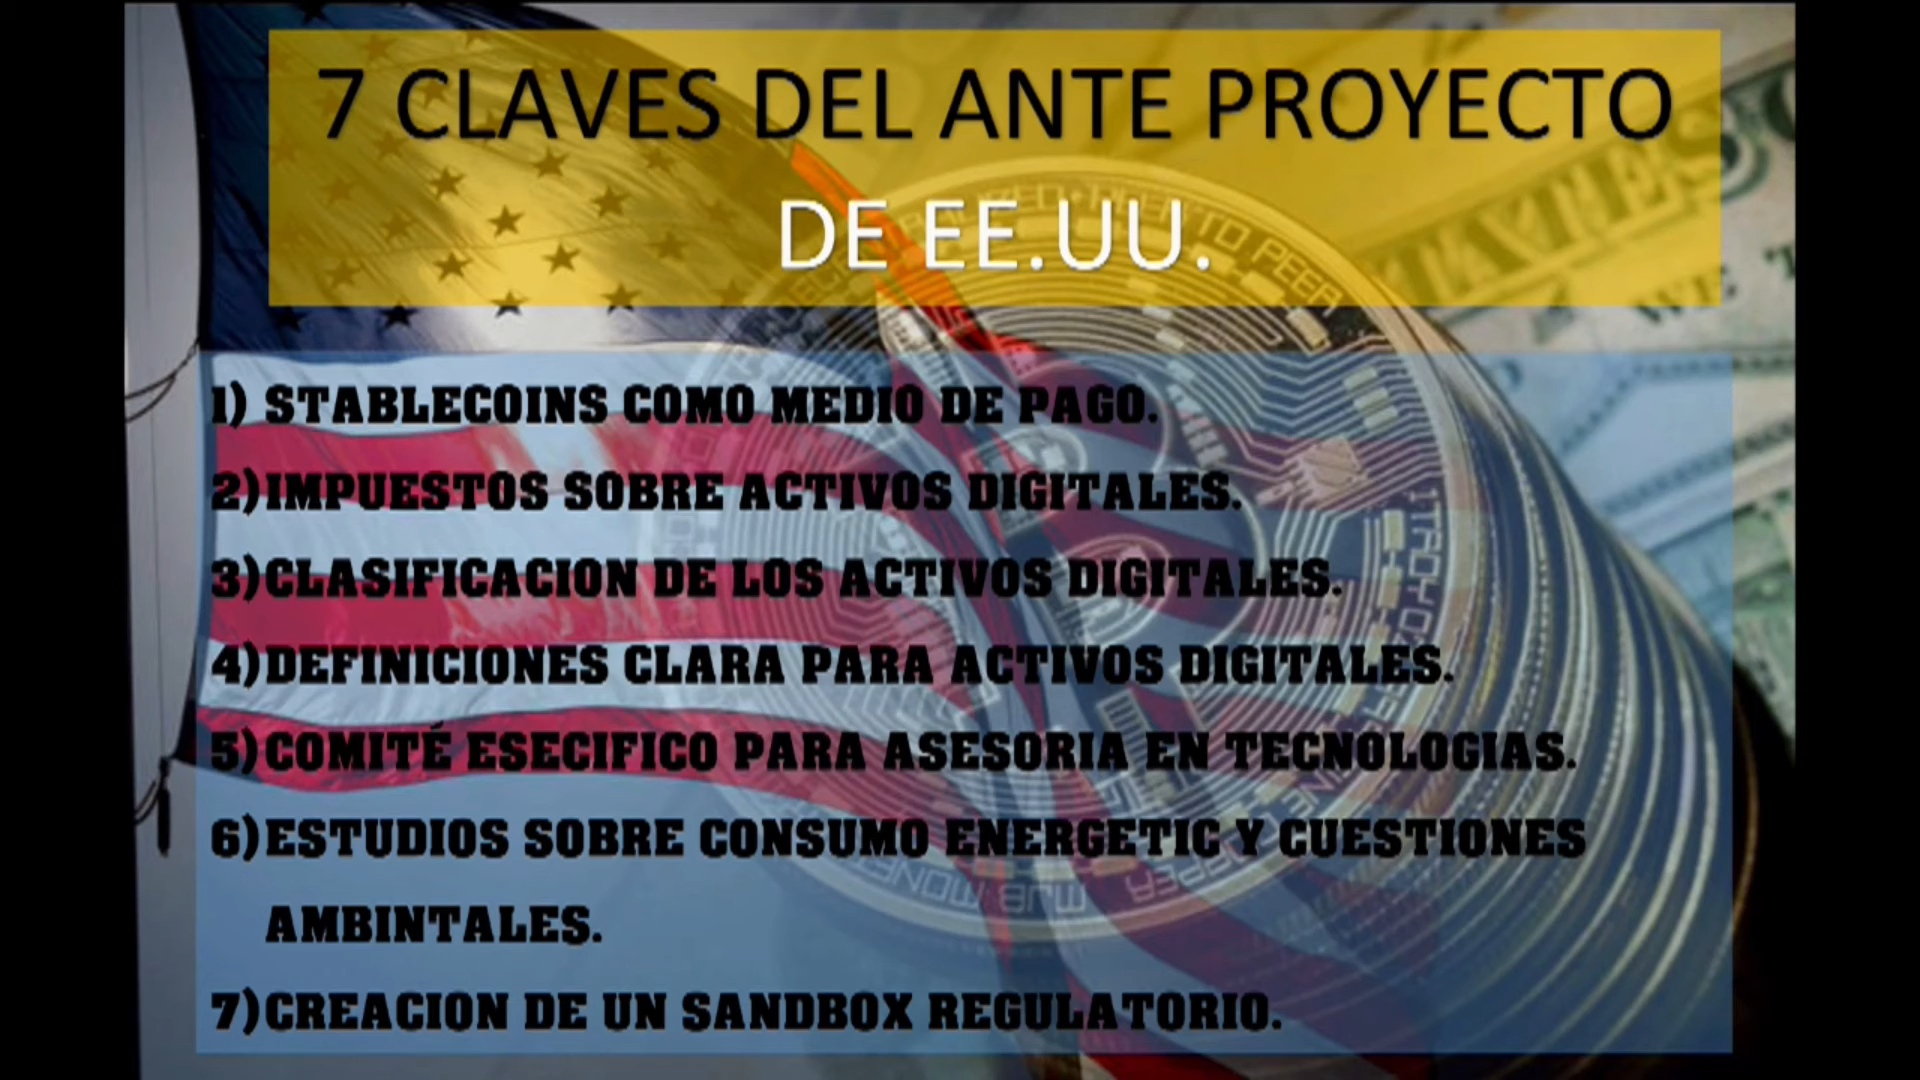 7 CLAVES DEL ANTE PROYECTO
DE EE.UU.
1) STABLECOINS COMO MEDIO DE PAGO.
2)IMPUESTOS SOBRE ACTIVOS DIGITALES.
3)CLASIFICACION DE LOS ACTIVOS DIGITALES.
4)DEFINICIONES CLARA PARA ACTIVOS DIGITALES.
5)COMITÉ ESECIFICO PARA ASESORIA EN TECNOLOGIAS.
6)ESTUDIOS SOBRE CONSUMO ENERGETIC Y CUESTIONES
AMBINTALES.
7)CREACION DE UN SANDBOX REGULATORIO.